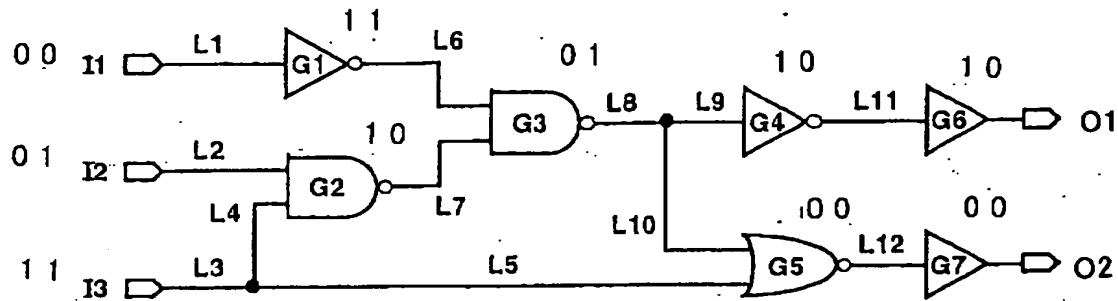 1 1
0 0 I1 L1 G1 L6
0 1 1 0 1 0
G3 L8 L9 G4 L11 G6 O1
1 0
0 1 I2 L2
G2 L7
L4
0 0 0 0
L10 G5 L12 G7 O2
1 1 I3 L3 L5